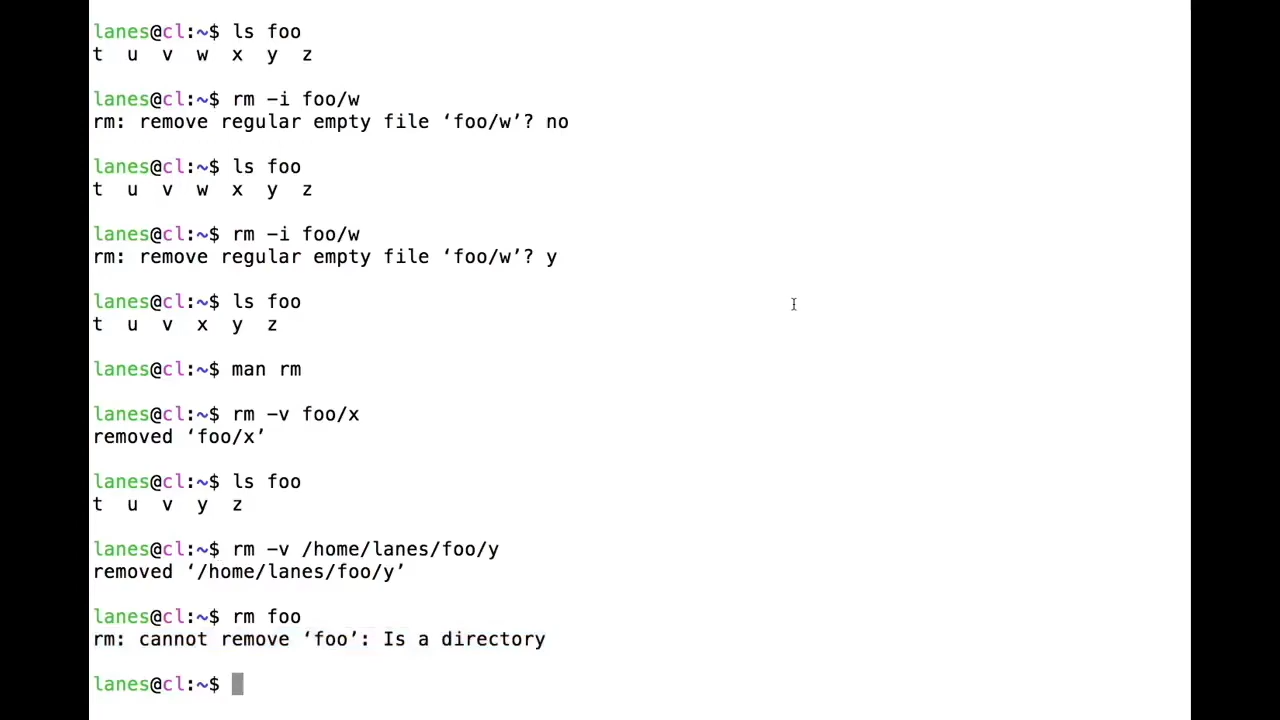 lanes@cl:~$ ls foo
t  u  v  w  x  y  z
lanes@cl:~$ rm -i foo/w
rm: remove regular empty file ‘foo/w’? no
lanes@cl:~$ ls foo
t  u  v  w  x  y  z
lanes@cl:~$ rm -i foo/w
rm: remove regular empty file ‘foo/w’? y
lanes@cl:~$ ls foo
t  u  v  x  y  z
lanes@cl:~$ man rm
lanes@cl:~$ rm -v foo/x
removed ‘foo/x’
lanes@cl:~$ ls foo
t  u  v  y  z
lanes@cl:~$ rm -v /home/lanes/foo/y
removed ‘/home/lanes/foo/y’
lanes@cl:~$ rm foo
rm: cannot remove ‘foo’: Is a directory
lanes@cl:~$